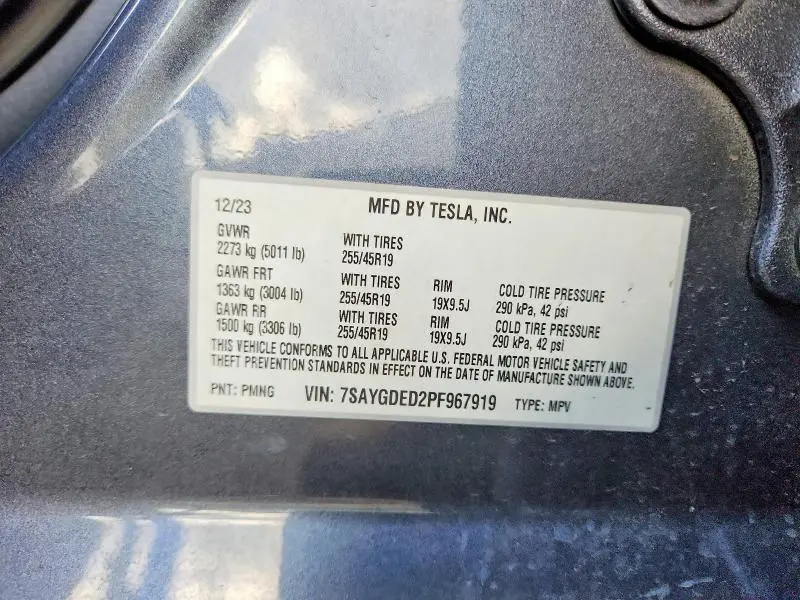 12/23 MFD BY TESLA, INC.
GVWR
2273 kg (5011 lb)
WITH TIRES
255/45R19
GAWR FRT
1363 kg (3004 lb)
WITH TIRES
255/45R19
RIM
19X9.5J
COLD TIRE PRESSURE
290 kPa, 42 psi
GAWR RR
1500 kg (3306 lb)
WITH TIRES
255/45R19
RIM
19X9.5J
COLD TIRE PRESSURE
290 kPa, 42 psi
THIS VEHICLE CONFORMS TO ALL APPLICABLE U.S. FEDERAL MOTOR VEHICLE SAFETY AND
THEFT PREVENTION STANDARDS IN EFFECT ON THE DATE OF MANUFACTURE SHOWN ABOVE.
PNT: PMNG VIN: 7SAYGDED2PF967919 TYPE: MPV